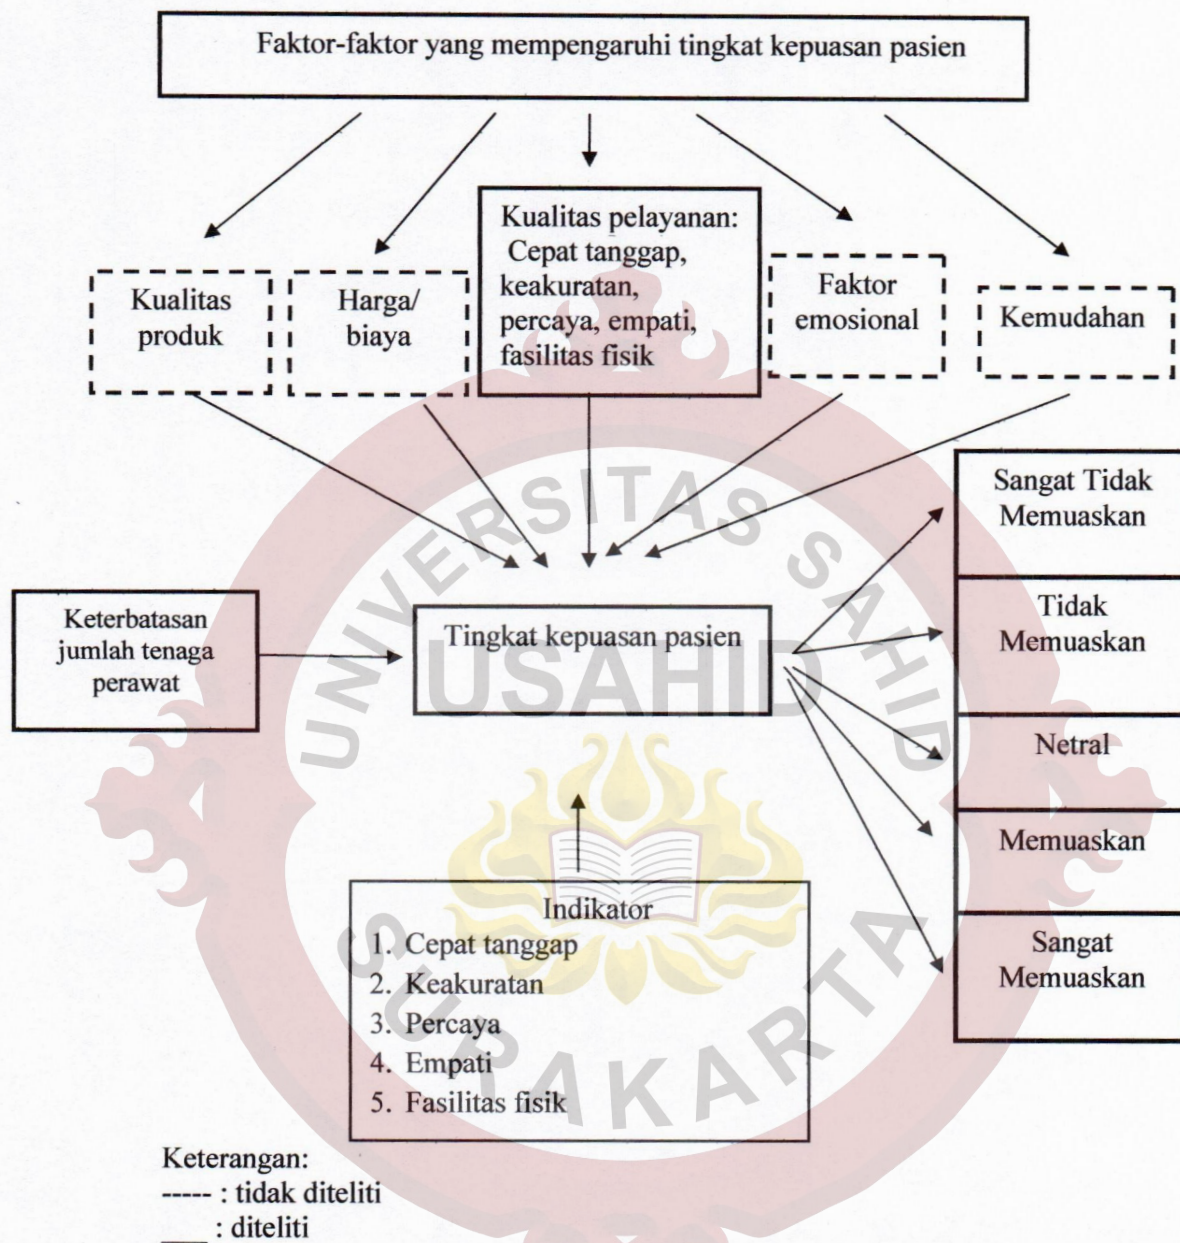 Faktor-faktor yang mempengaruhi tingkat kepuasan pasien
Kualitas
produk
Harga/
biaya
Kualitas pelayanan:
Cepat tanggap,
keakuratan,
percaya, empati,
fasilitas fisik
Faktor
emosional
Kemudahan
Keterbatasan
jumlah tenaga
perawat
Tingkat kepuasan pasien
Sangat Tidak
Memuaskan
Tidak
Memuaskan
Netral
Memuaskan
Sangat
Memuaskan
Indikator
1. Cepat tanggap
2. Keakuratan
3. Percaya
4. Empati
5. Fasilitas fisik
Keterangan:
----- : tidak diteliti
___ : diteliti
UNIVERSITAS SAHID
USAHID
SURAKARTA